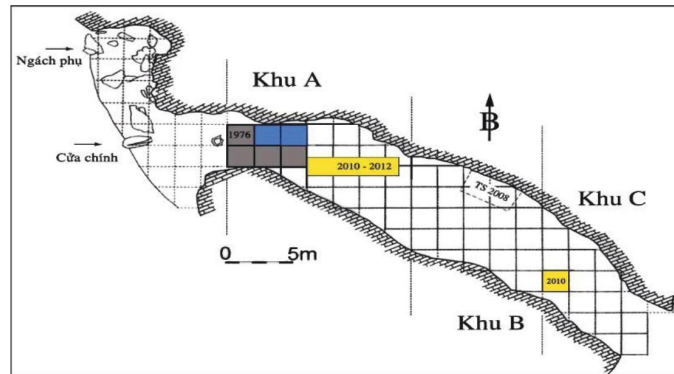 Ngách phụ
Khu A
B
1976
Cửa chính
2010 - 2012
TS 2008
Khu C
0 5m
2010
Khu B